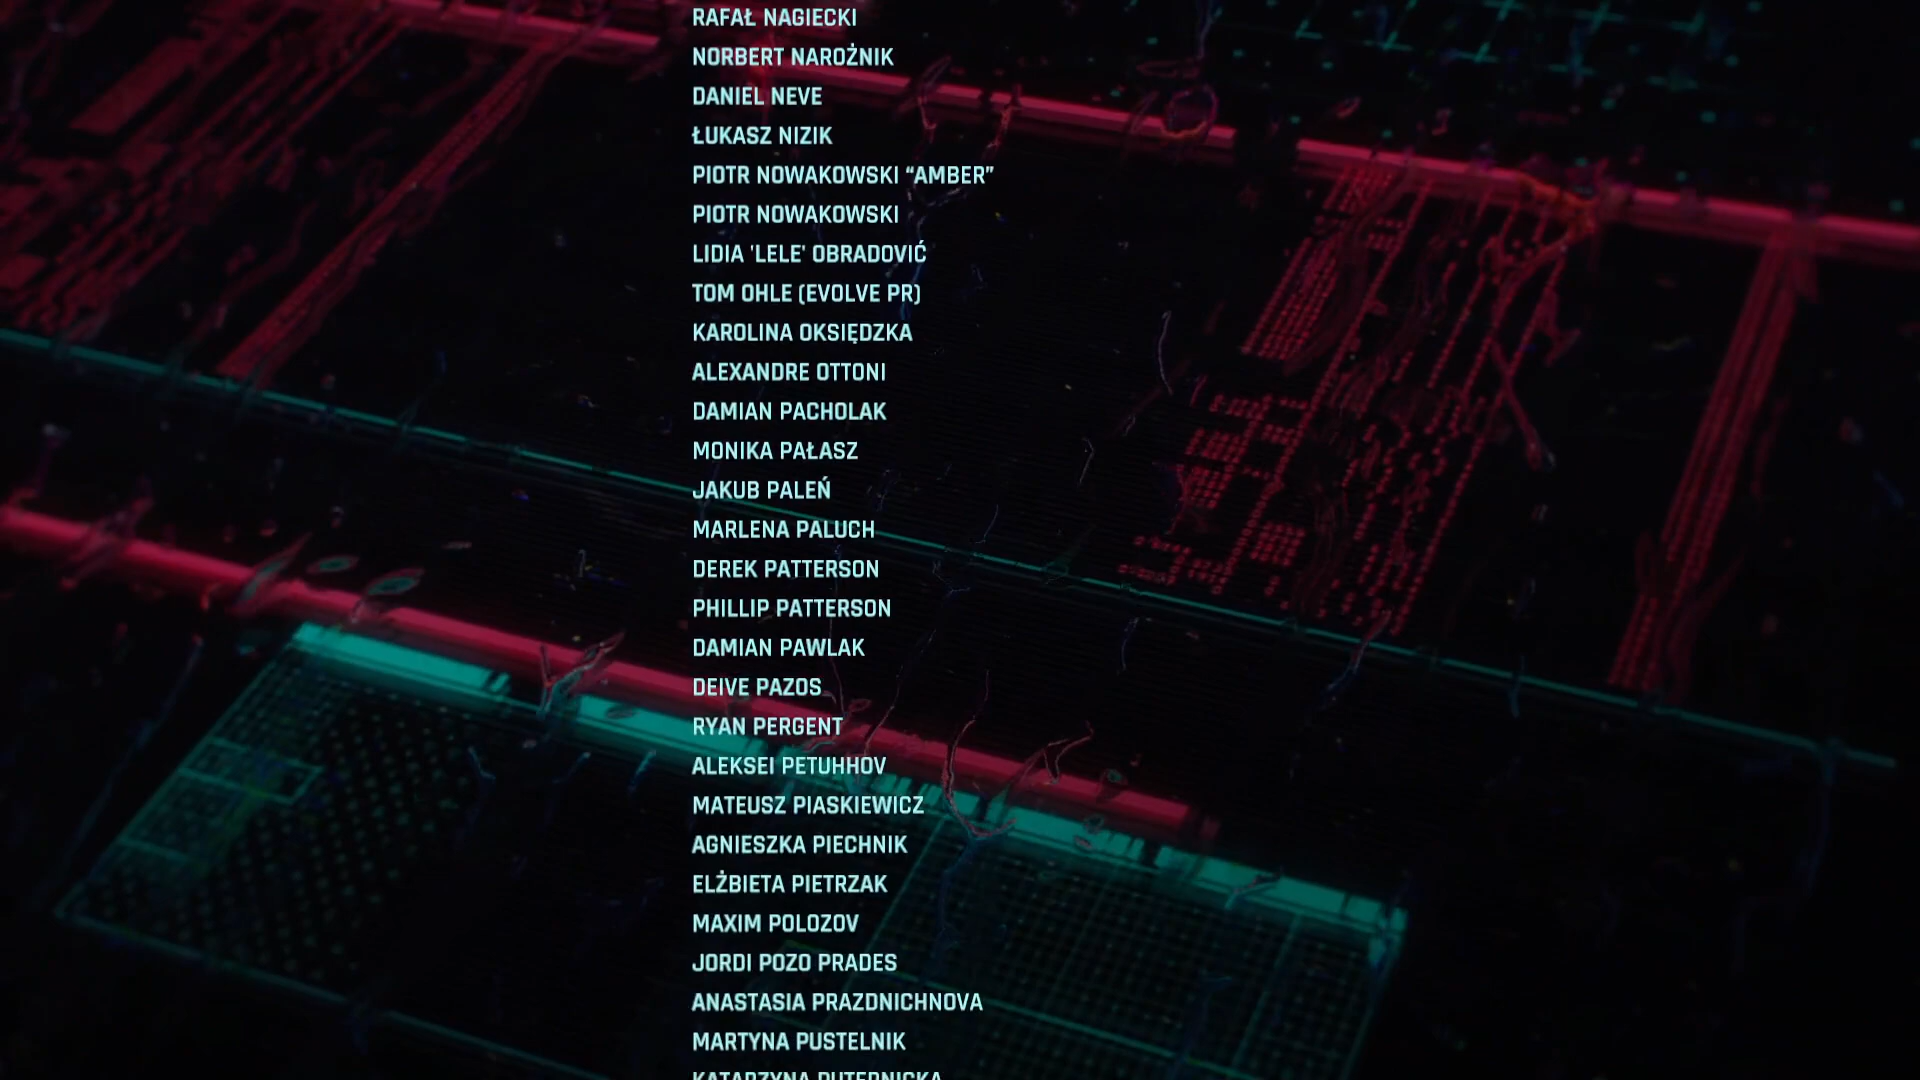 RAFAŁ NAGIECKI
NORBERT NAROŻNIK
DANIEL NEVE
ŁUKASZ NIZIK
PIOTR NOWAKOWSKI “AMBER”
PIOTR NOWAKOWSKI
LIDIA 'LELE' OBRADOVIĆ
TOM OHLE (EVOLVE PR)
KAROLINA OKSIĘDZKA
ALEXANDRE OTTONI
DAMIAN PACHOLAK
MONIKA PAŁASZ
JAKUB PALEŃ
MARLENA PALUCH
DEREK PATTERSON
PHILLIP PATTERSON
DAMIAN PAWLAK
DEIVE PAZOS
RYAN PERGENT
ALEKSEI PETUHHOV
MATEUSZ PIASKIEWICZ
AGNIESZKA PIECHNIK
ELŻBIETA PIETRZAK
MAXIM POLOZOV
JORDI POZO PRADES
ANASTASIA PRAZDNICHNOVA
MARTYNA PUSTELNIK
KATARZYNA PUTERNICKA